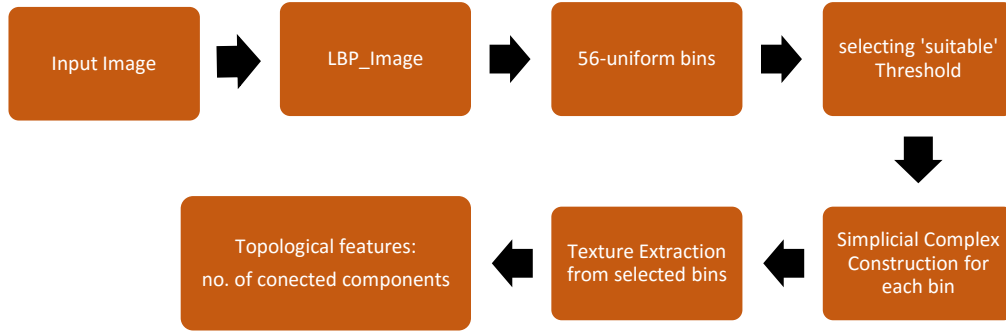 Input Image
LBP_Image
56-uniform bins
selecting 'suitable'
Threshold
Simplicial Complex
Construction for
each bin
Texture Extraction
from selected bins
Topological features:
no. of conected components